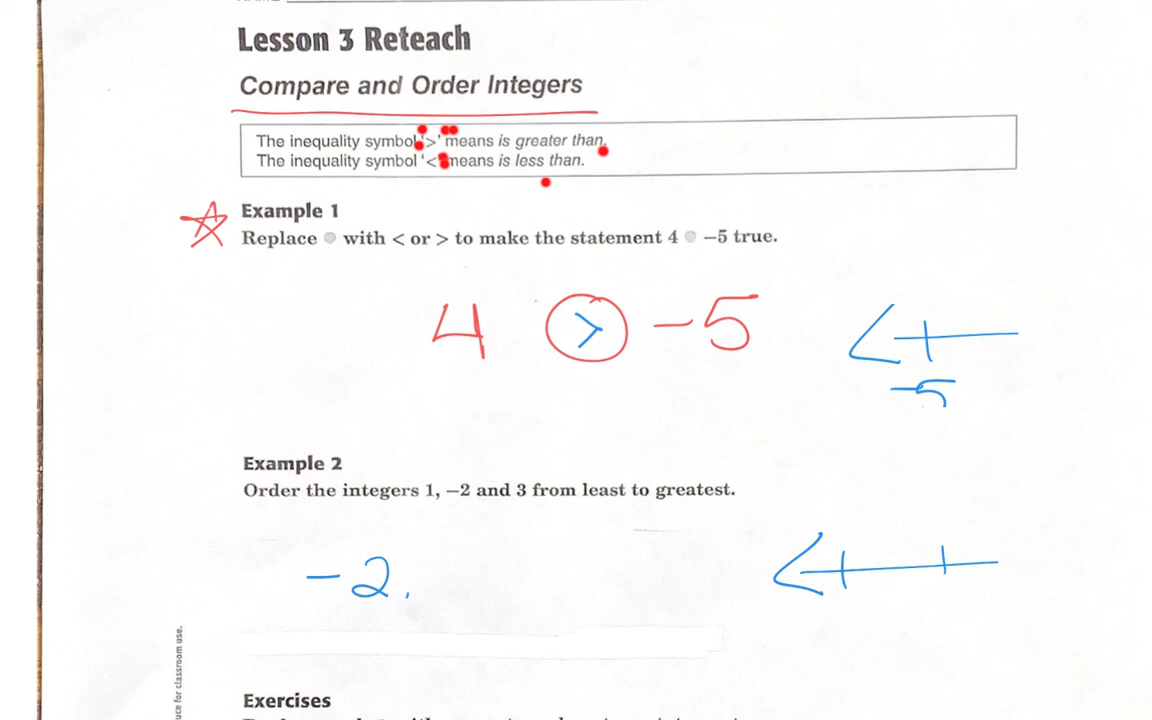 Lesson 3 Reteach
Compare and Order Integers
The inequality symbol '>' means is greater than.
The inequality symbol '<' means is less than.
Example 1
Replace ● with < or > to make the statement 4 ● −5 true.
4 > -5
-5
Example 2
Order the integers 1, −2 and 3 from least to greatest.
-2,
Exercises
for classroom use.